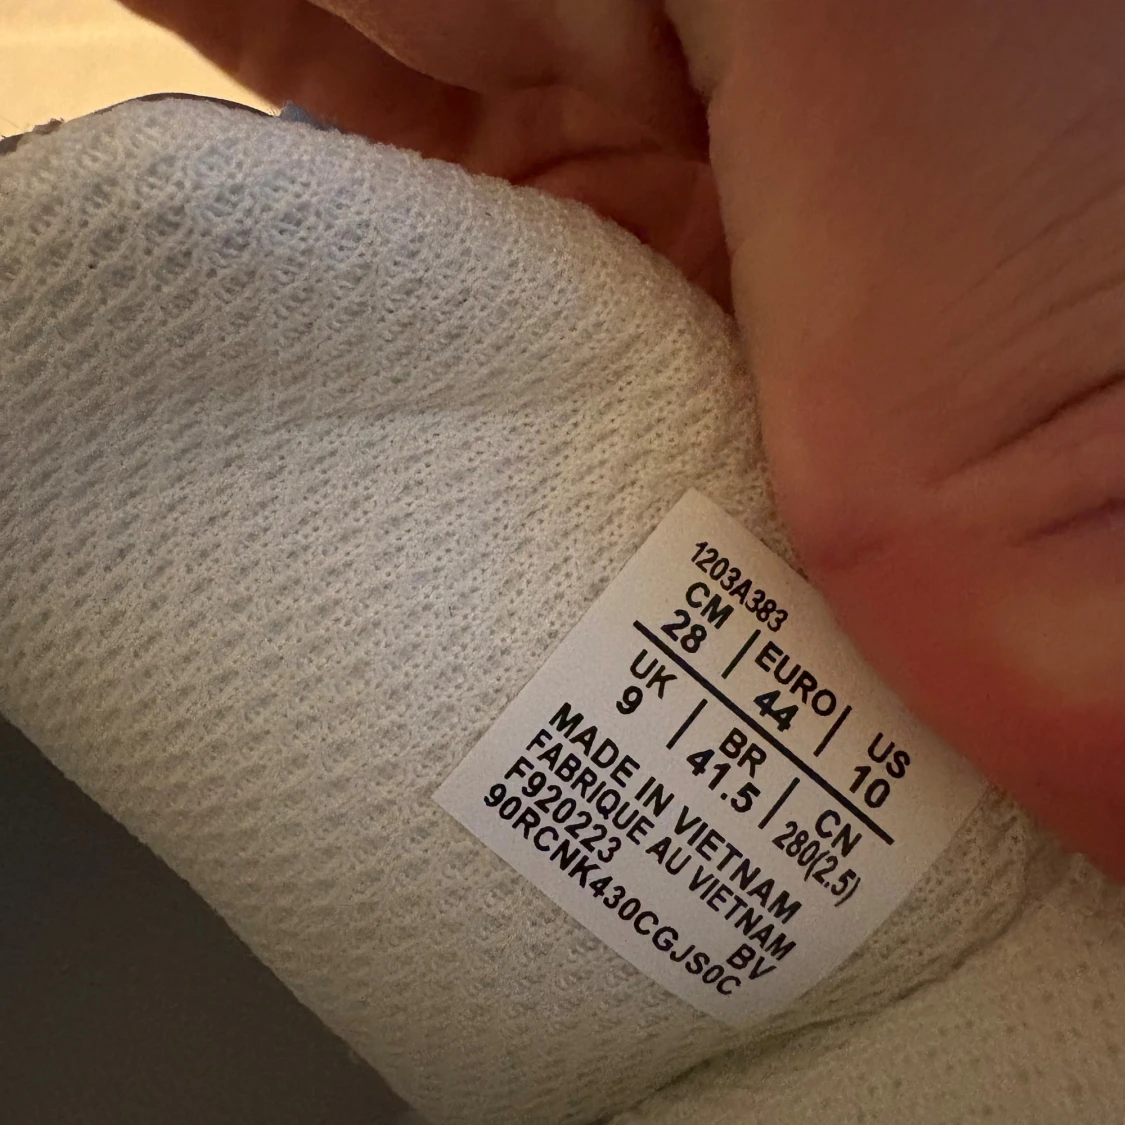 1203A383
CM | EURO | US
28 | 44 | 10
UK | BR | CN
9 | 41.5 | 280(2.5)
MADE IN VIETNAM
FABRIQUE AU VIETNAM
F920223 BV
90RCNK430CGJS0C